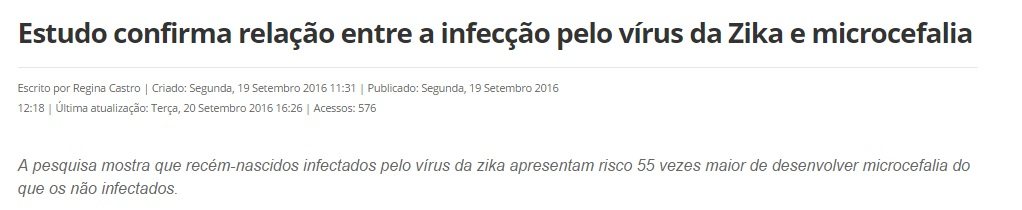 Estudo confirma relação entre a infecção pelo vírus da Zika e microcefalia
Escrito por Regina Castro | Criado: Segunda, 19 Setembro 2016 11:31 | Publicado: Segunda, 19 Setembro 2016
12:18 | Última atualização: Terça, 20 Setembro 2016 16:26 | Acessos: 576
A pesquisa mostra que recém-nascidos infectados pelo vírus da zika apresentam risco 55 vezes maior de desenvolver microcefalia do
que os não infectados.